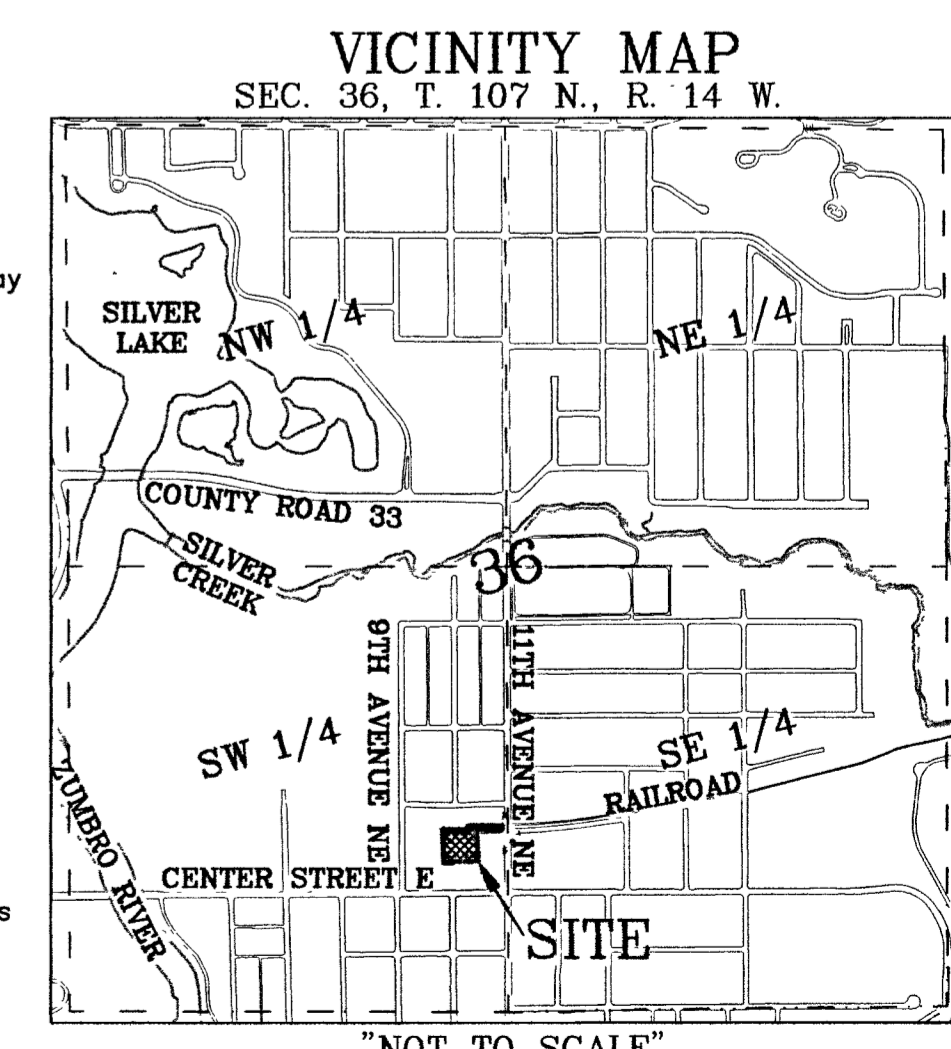 VICINITY MAP
SEC. 36, T. 107 N., R. 14 W.
ay
SILVER
LAKE
NW 1/4
NE 1/4
COUNTY ROAD 33
SILVER
CREEK
36
9TH AVENUE NE
11TH AVENUE NE
SW 1/4
SE 1/4
RAILROAD
ZUMBRO RIVER
CENTER STREET E
s
SITE
"NOT TO SCALE"